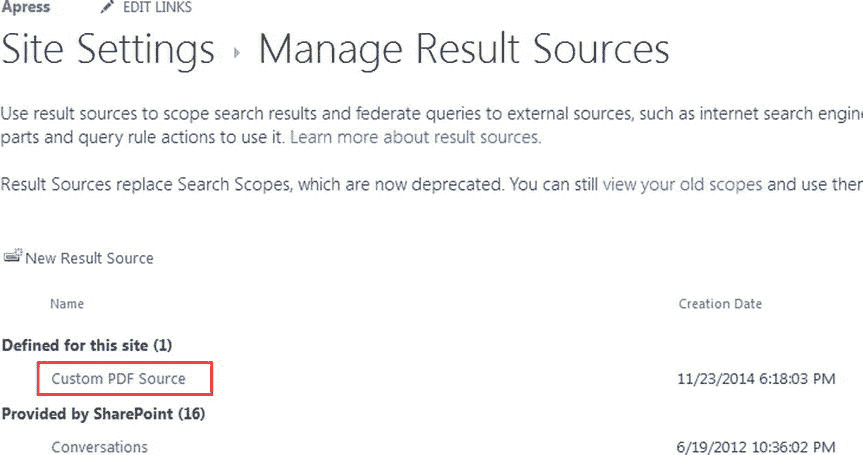 Apress EDIT LINKS
Site Settings › Manage Result Sources
Use result sources to scope search results and federate queries to external sources, such as internet search engin
parts and query rule actions to use it. Learn more about result sources.
Result Sources replace Search Scopes, which are now deprecated. You can still view your old scopes and use ther
New Result Source
Name Creation Date
Defined for this site (1)
Custom PDF Source 11/23/2014 6:18:03 PM
Provided by SharePoint (16)
Conversations 6/19/2012 10:36:02 PM